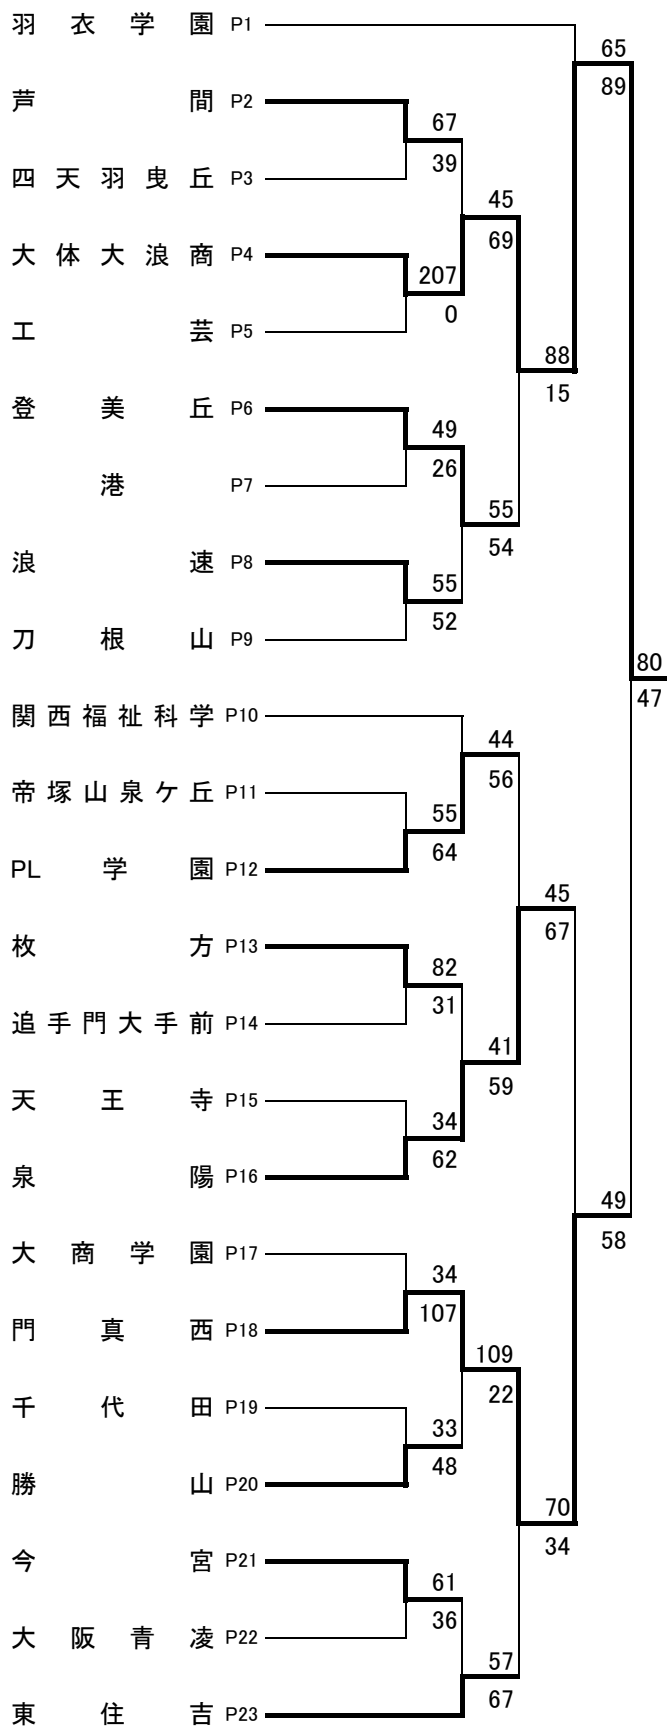 羽衣学園 P1
65
89
芦間 P2
67
39
四天羽曳丘 P3
45
69
大体大浪商 P4
207
0
工芸 P5
88
15
登美丘 P6
49
26
港 P7
55
54
浪速 P8
55
52
刀根山 P9
80
47
関西福祉科学 P10
44
56
帝塚山泉ケ丘 P11
55
64
PL学園 P12
45
67
枚方 P13
82
31
追手門大手前 P14
41
59
天王寺 P15
34
62
泉陽 P16
49
58
大商学園 P17
34
107
門真西 P18
109
22
千代田 P19
33
48
勝山 P20
70
34
今宮 P21
61
36
大阪青凌 P22
57
67
東住吉 P23